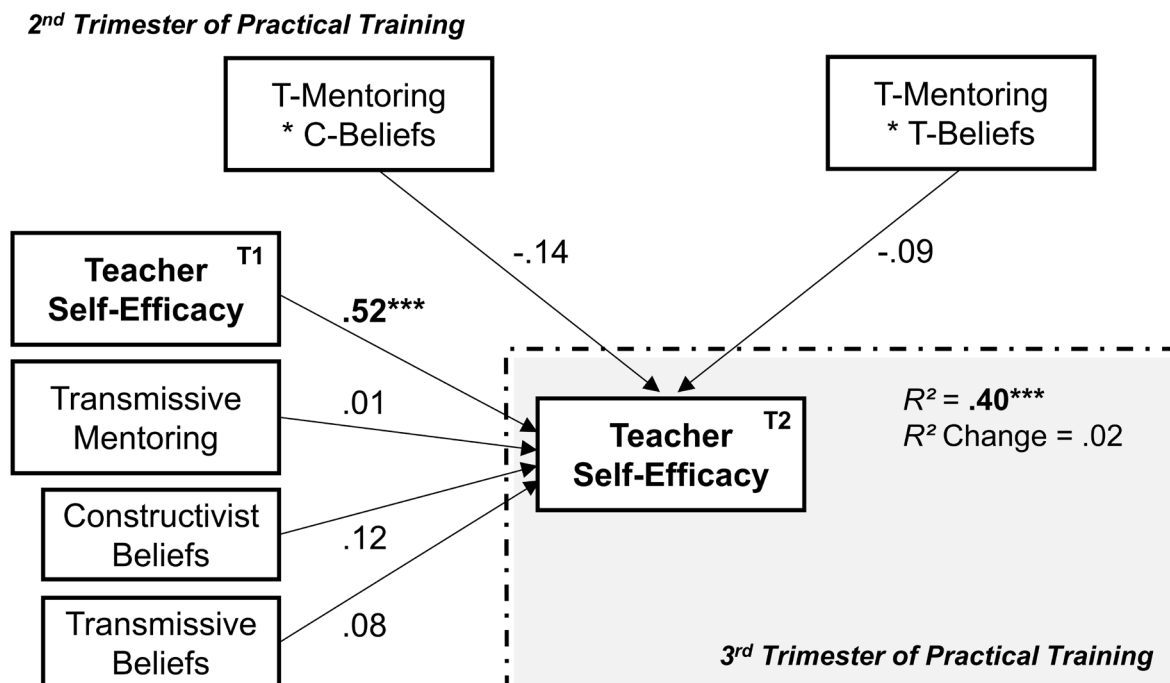 2nd Trimester of Practical Training
T-Mentoring
* C-Beliefs
T-Mentoring
* T-Beliefs
-.14
-.09
Teacher T1
Self-Efficacy
.52***
Transmissive
Mentoring
.01
Constructivist
Beliefs
.12
Transmissive
Beliefs
.08
Teacher T2
Self-Efficacy
R² = .40***
R² Change = .02
3rd Trimester of Practical Training